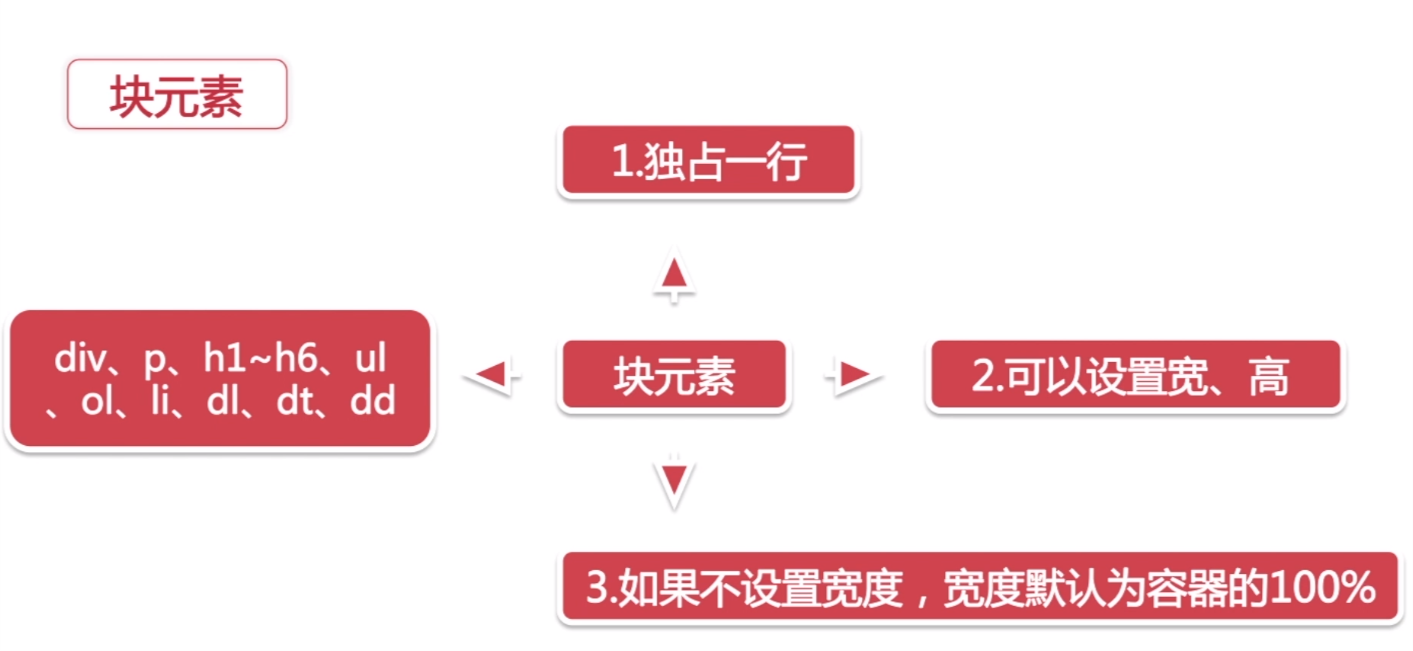 块元素
1.独占一行
div、p、h1~h6、ul
、ol、li、dl、dt、dd
块元素
2.可以设置宽、高
3.如果不设置宽度，宽度默认为容器的100%